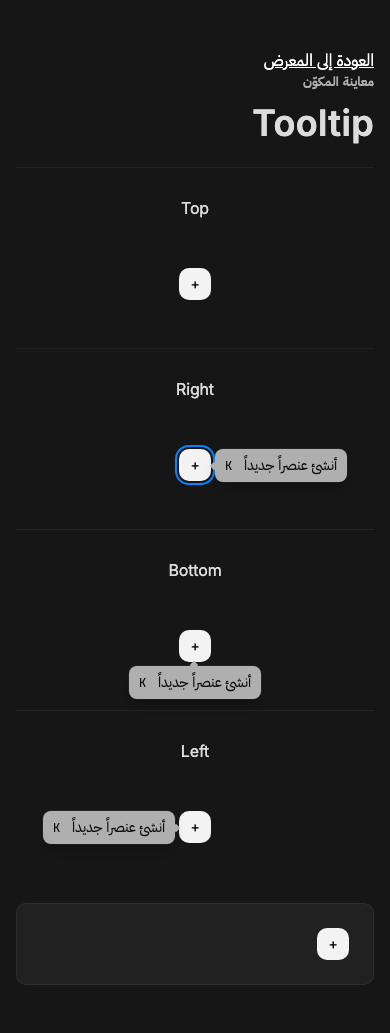 العودة إلى المعرض
معاينة المكوّن
Tooltip
Top
+
Right
+
أنشئ عنصراً جديداً K
Bottom
+
أنشئ عنصراً جديداً K
Left
أنشئ عنصراً جديداً K
+
+